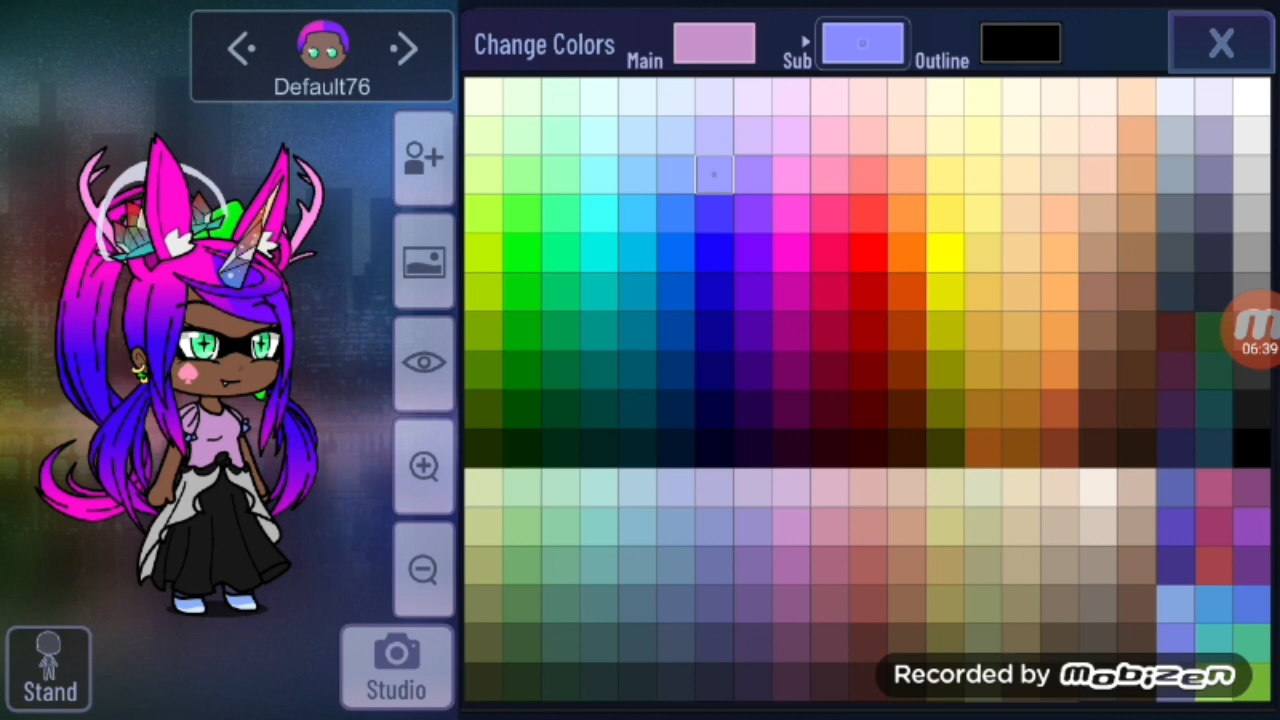 Change Colors
Main
Sub
Outline
X
Default76
06:39
Stand
Studio
Recorded by mobizen